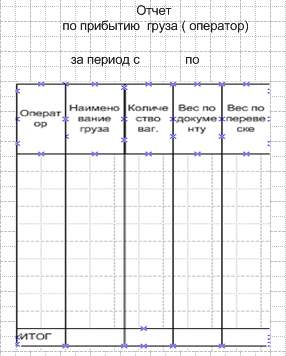 Отчет
по прибытию груза ( оператор)
за период с по
Операт
ор
Наимено
вание
груза
Количе
ство
ваг.
Вес по
докуме
нту
Вес по
переве
ске
ИТОГ